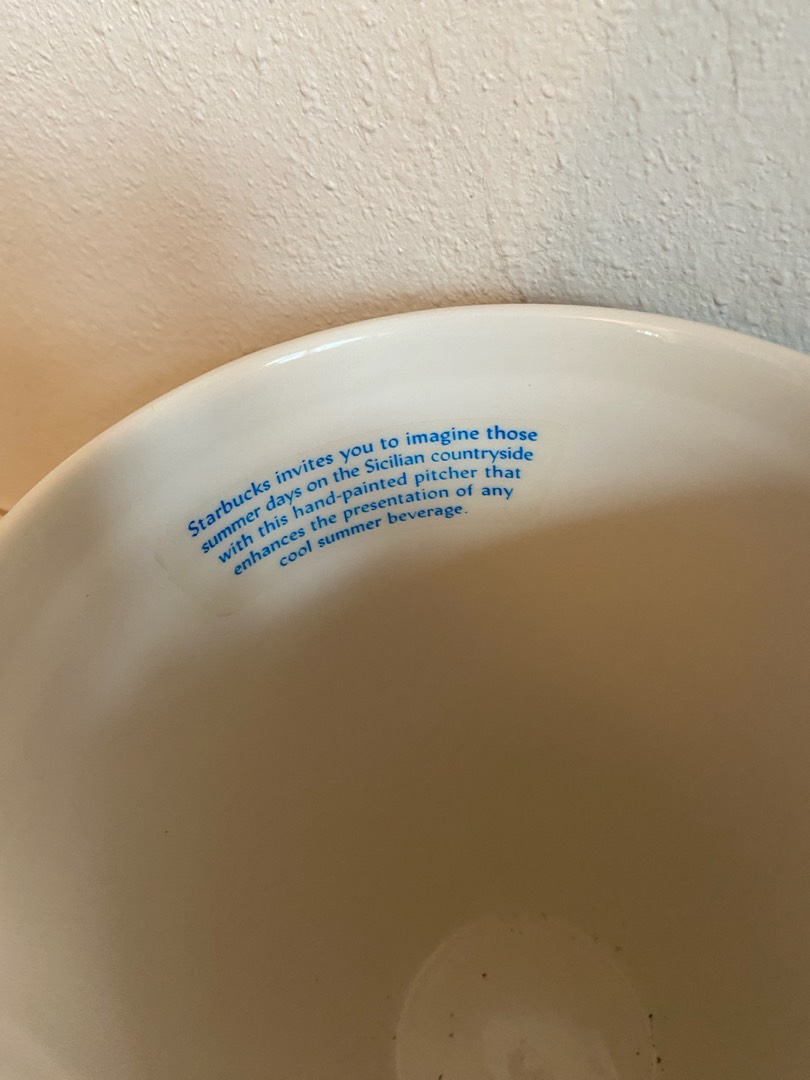 Starbucks invites you to imagine those
summer days on the Sicilian countryside
with this hand-painted pitcher that
enhances the presentation of any
cool summer beverage.